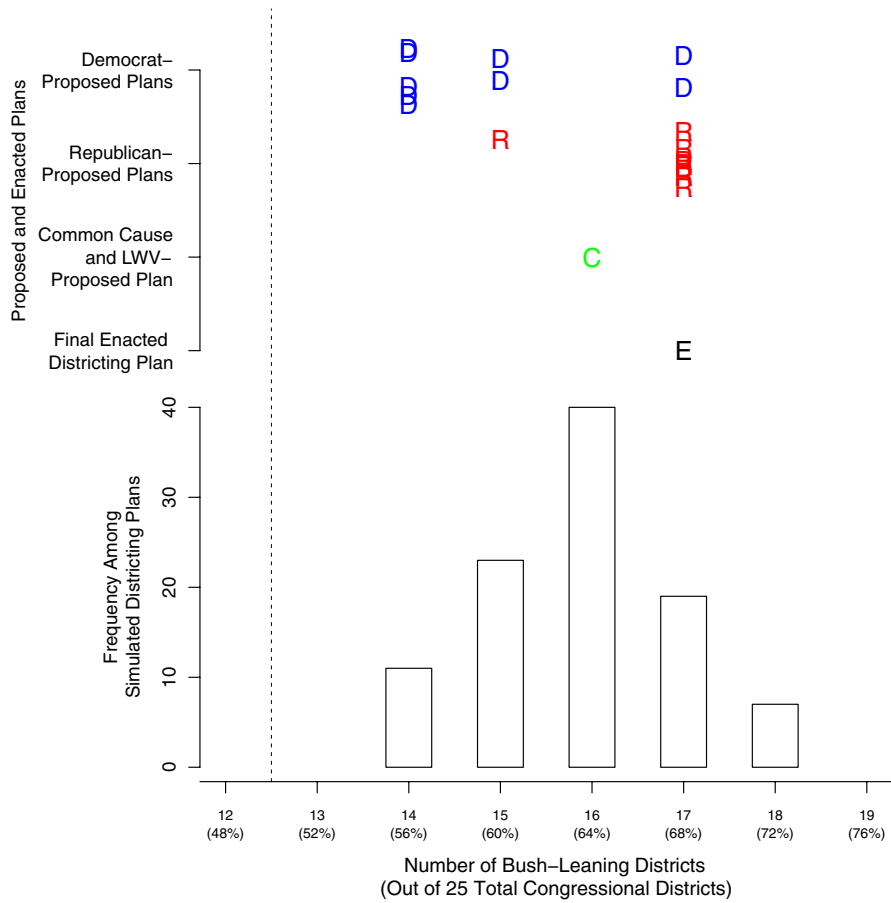 Proposed and Enacted Plans
Democrat−
Proposed Plans
Republican−
Proposed Plans
Common Cause
and LWV−
Proposed Plan
Final Enacted
Districting Plan
D
D
D
D
D
D
D
D
D
R
R
R
R
R
C
E
Frequency Among
Simulated Districting Plans
40
30
20
10
0
12
(48%)
13
(52%)
14
(56%)
15
(60%)
16
(64%)
17
(68%)
18
(72%)
19
(76%)
Number of Bush−Leaning Districts
(Out of 25 Total Congressional Districts)